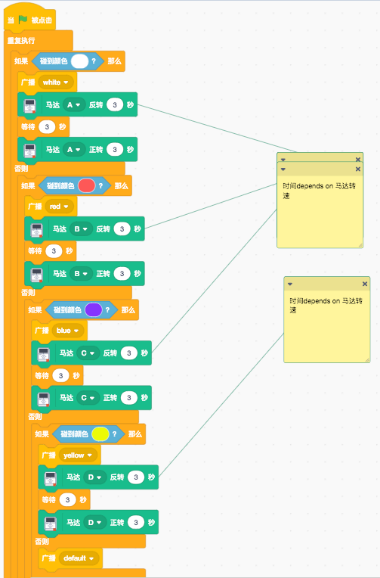 当 被点击
重复执行
如果 碰到颜色 ? 那么
广播 white
马达 A 反转 3 秒
等待 3 秒
马达 A 正转 3 秒
否则
如果 碰到颜色 ? 那么
广播 red
马达 B 反转 3 秒
等待 3 秒
马达 B 正转 3 秒
否则
如果 碰到颜色 ? 那么
广播 blue
马达 C 反转 3 秒
等待 3 秒
马达 C 正转 3 秒
否则
如果 碰到颜色 ? 那么
广播 yellow
马达 D 反转 3 秒
等待 3 秒
马达 D 正转 3 秒
否则
广播 default
时间depends on 马达转
速
时间depends on 马达转
速